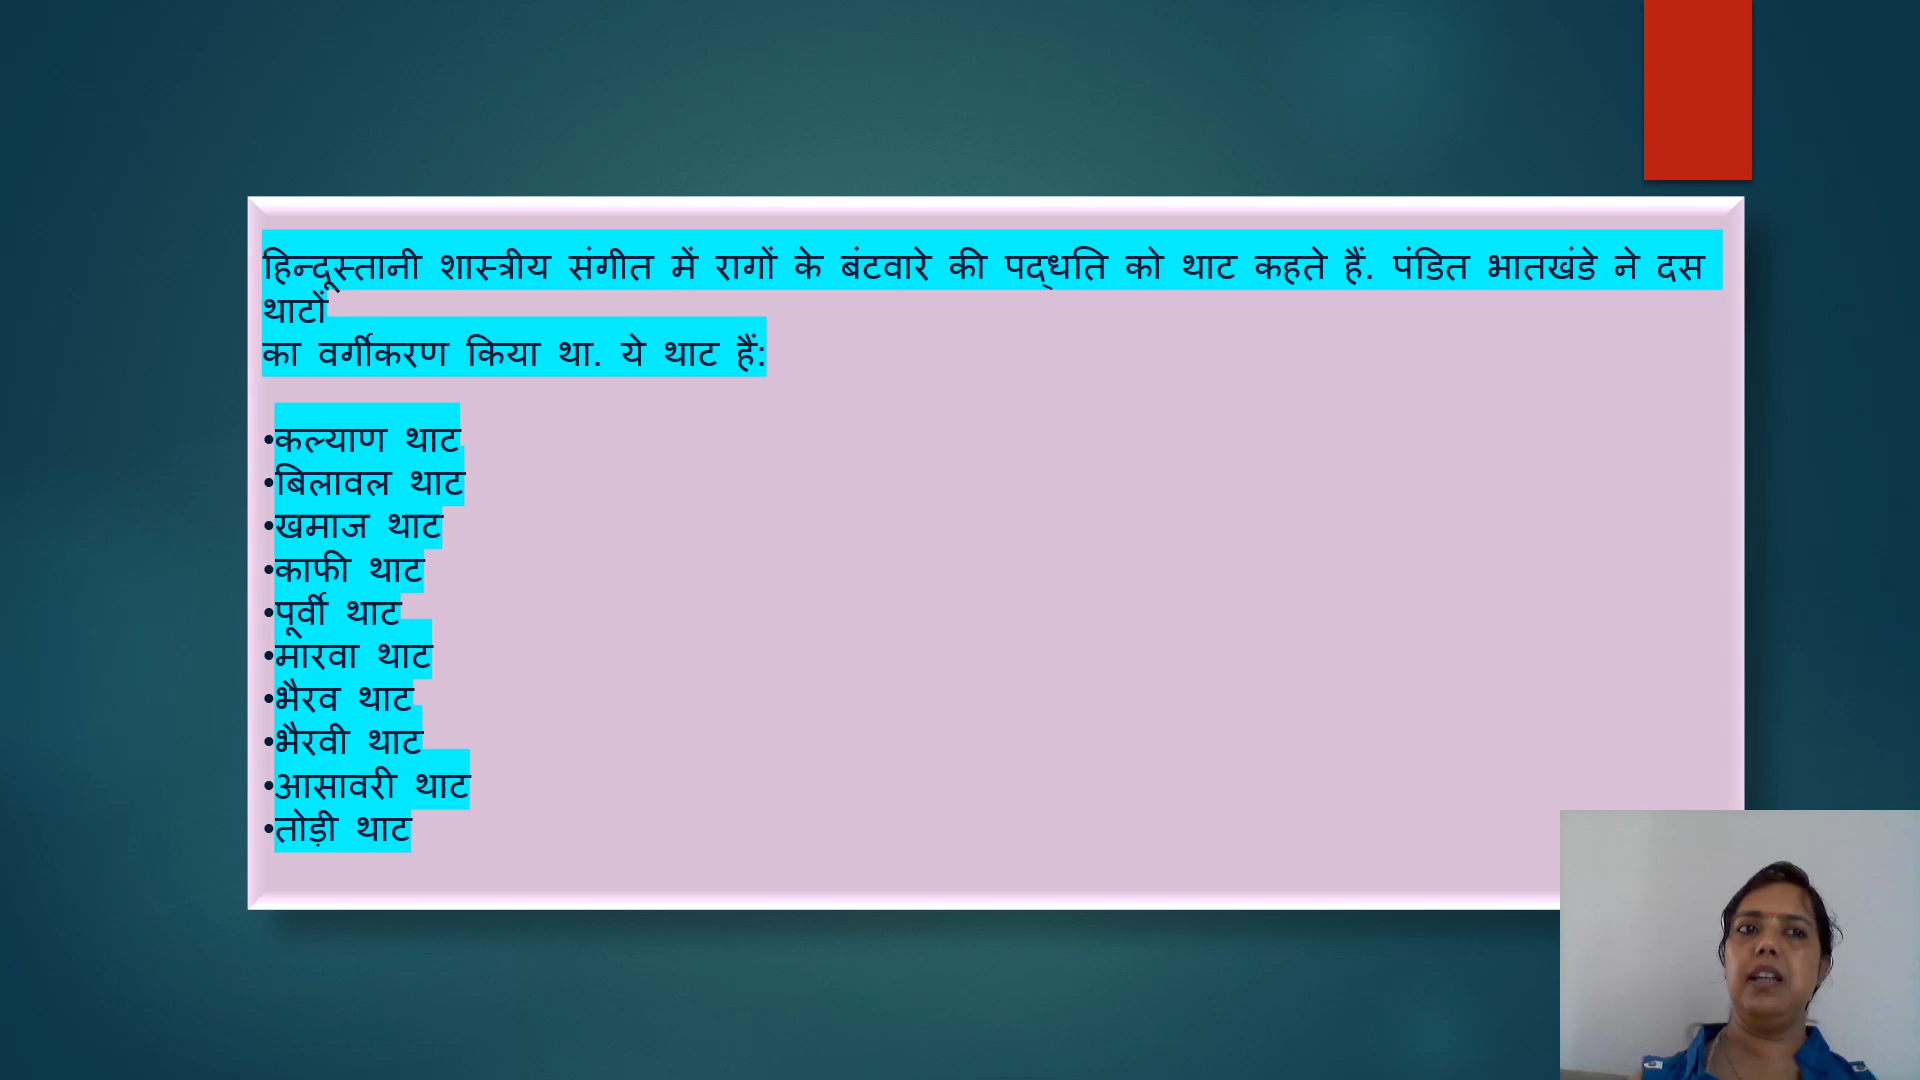 हिन्दूस्तानी शास्त्रीय संगीत में रागों के बंटवारे की पद्धति को थाट कहते हैं. पंडित भातखंडे ने दस
थाटों
का वर्गीकरण किया था. ये थाट हैं:
•कल्याण थाट
•बिलावल थाट
•खमाज थाट
•काफी थाट
•पूर्वी थाट
•मारवा थाट
•भैरव थाट
•भैरवी थाट
•आसावरी थाट
•तोड़ी थाट